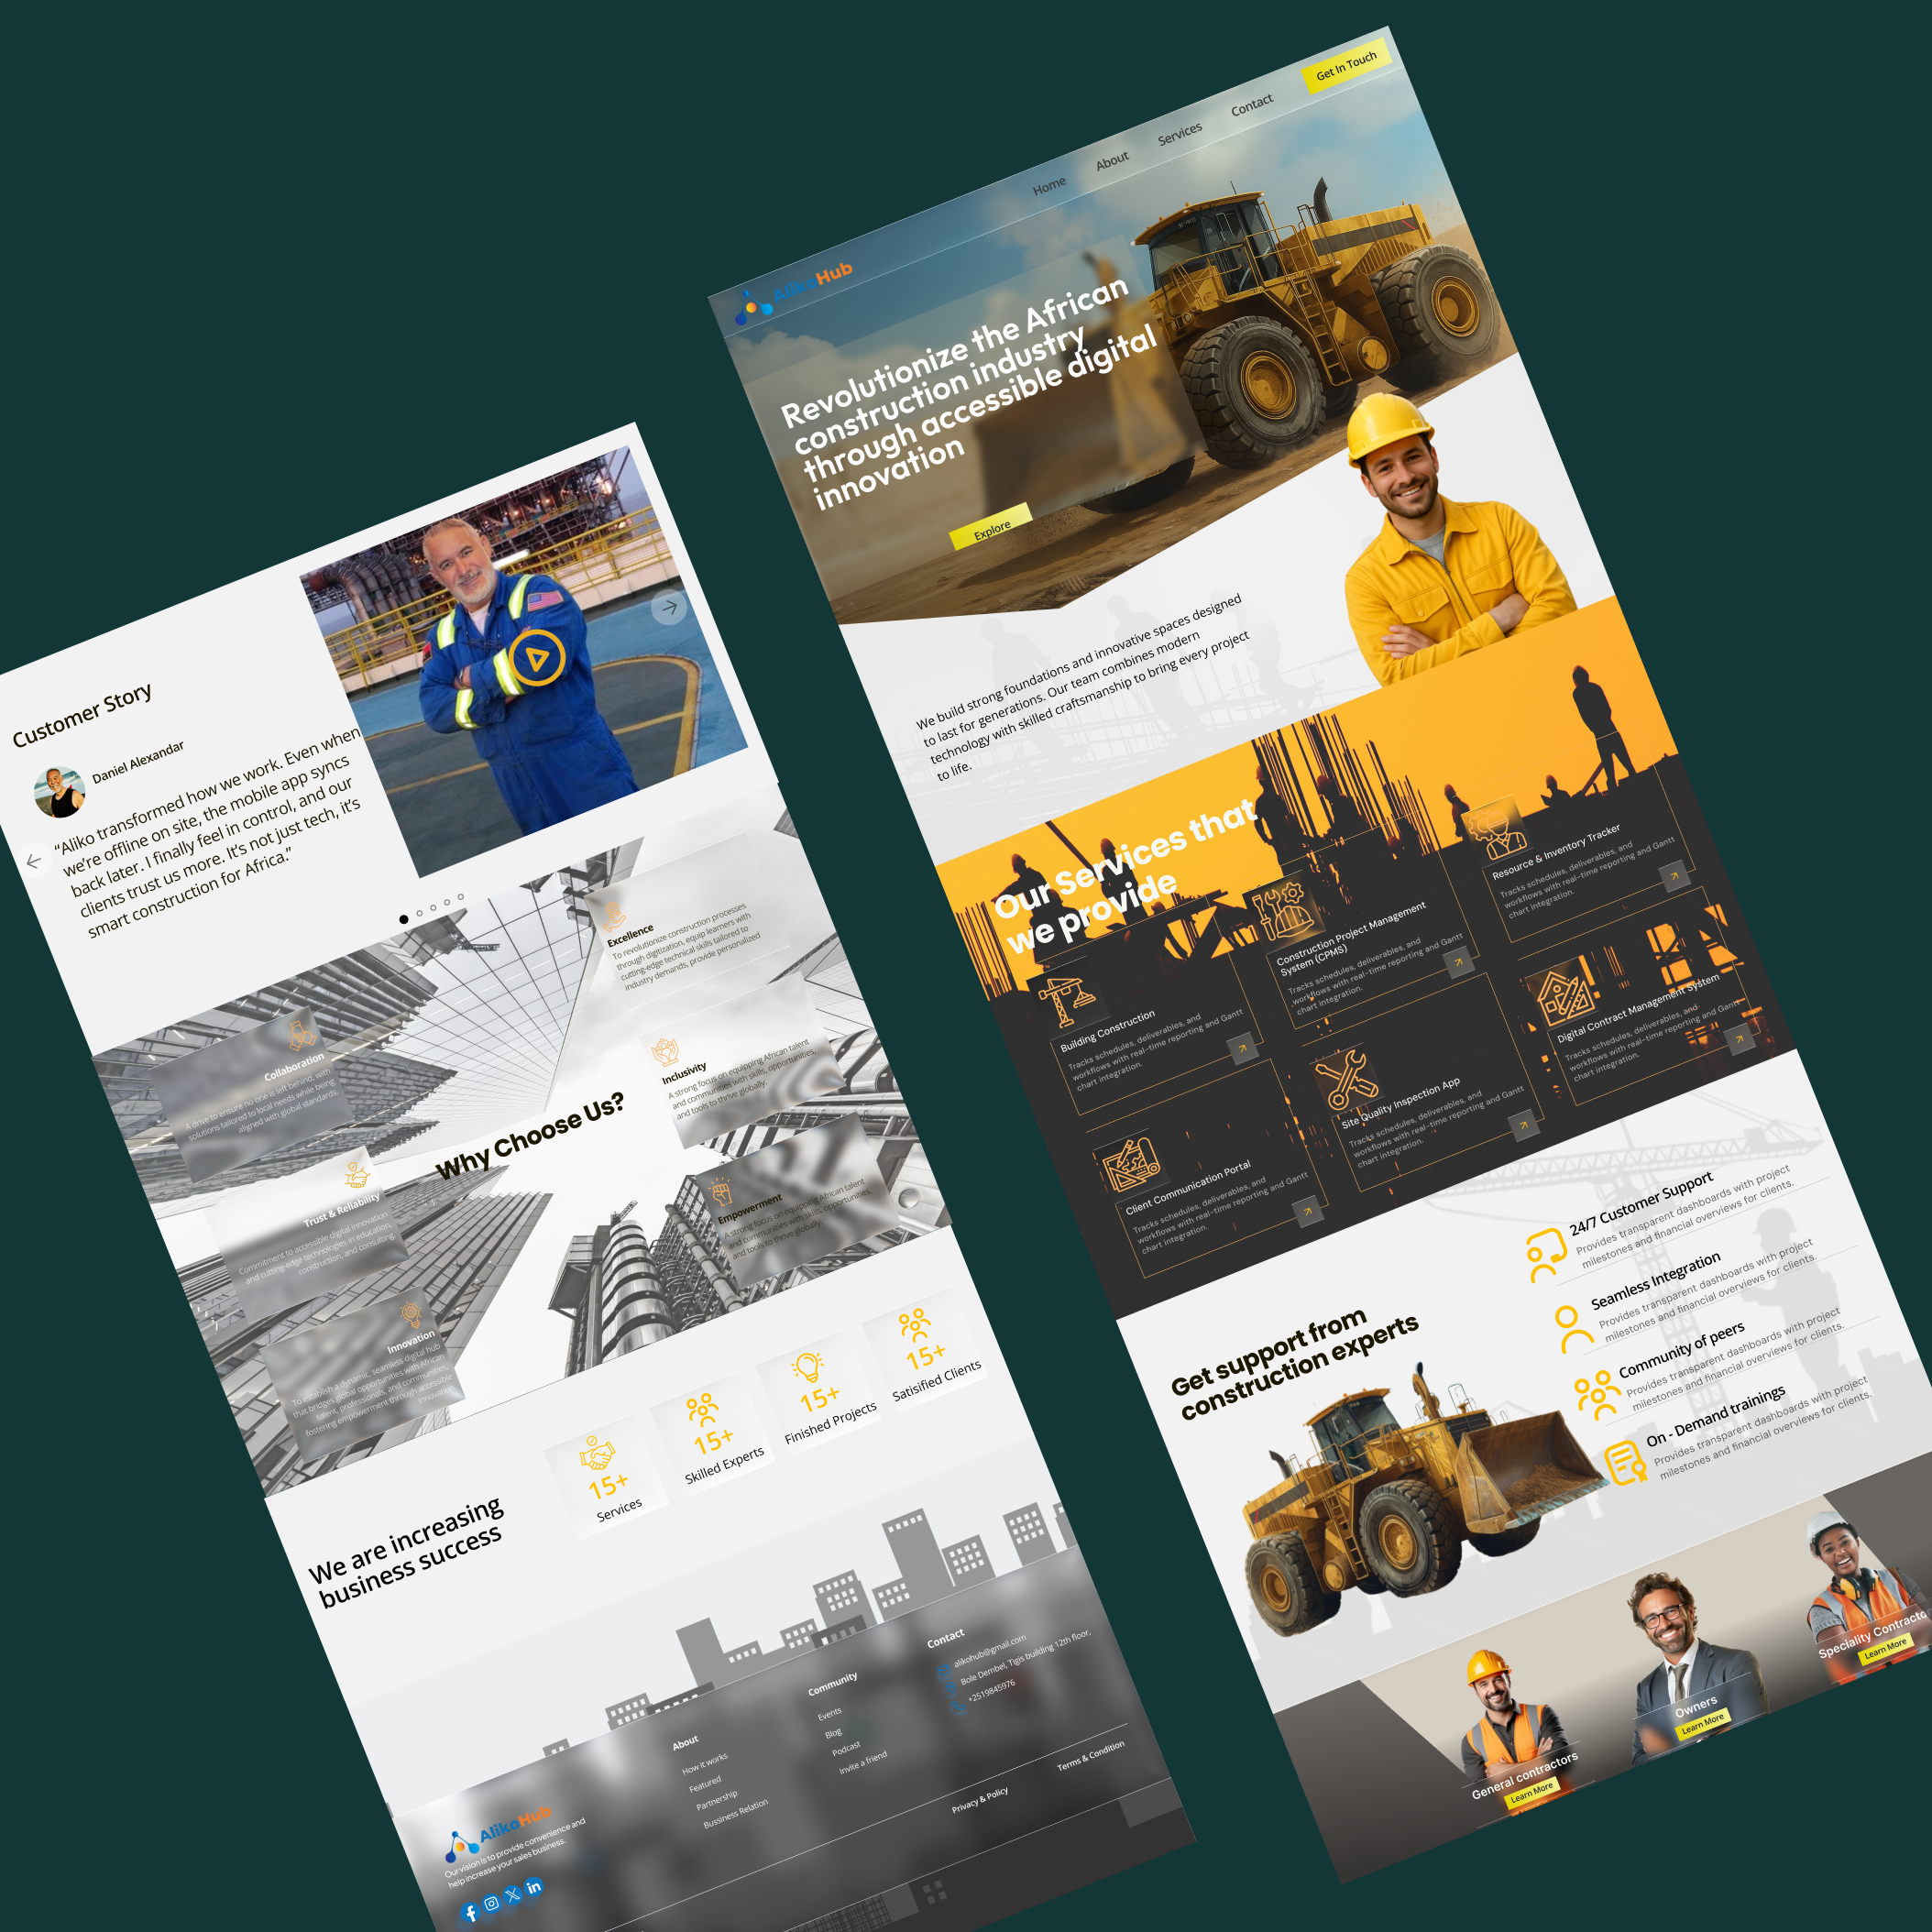 AlikoHub
Home
About
Services
Contact
Get In Touch
Revolutionize the African
construction industry
through accessible digital
innovation
Explore
We build strong foundations and innovative spaces designed
to last for generations. Our team combines modern
technology with skilled craftsmanship to bring every project
to life.
Our Services that
we provide
Building Construction
Tracks schedules, deliverables, and
workflows with real-time reporting and Gantt
chart integration.
Construction Project Management
System (CPMS)
Tracks schedules, deliverables, and
workflows with real-time reporting and Gantt
chart integration.
Resource & Inventory Tracker
Tracks schedules, deliverables, and
workflows with real-time reporting and Gantt
chart integration.
Client Communication Portal
Tracks schedules, deliverables, and
workflows with real-time reporting and Gantt
chart integration.
Site Quality Inspection App
Tracks schedules, deliverables, and
workflows with real-time reporting and Gantt
chart integration.
Digital Contract Management System
Tracks schedules, deliverables, and
workflows with real-time reporting and Gantt
chart integration.
Get support from
construction experts
24/7 Customer Support
Provides transparent dashboards with project
milestones and financial overviews for clients.
Seamless Integration
Provides transparent dashboards with project
milestones and financial overviews for clients.
Community of peers
Provides transparent dashboards with project
milestones and financial overviews for clients.
On - Demand trainings
Provides transparent dashboards with project
milestones and financial overviews for clients.
General contractors
Learn More
Owners
Learn More
Speciality Contracto
Learn More
Customer Story
Daniel Alexandar
“Aliko transformed how we work. Even when
we're offline on site, the mobile app syncs
back later. I finally feel in control, and our
clients trust us more. It's not just tech, it's
smart construction for Africa.”
Why Choose Us?
Collaboration
A drive to ensure no one is left behind, with
solutions tailored to local needs while being
aligned with global standards.
Trust & Reliability
Commitment to accessible digital innovation
and cutting-edge technologies in education,
construction, and consulting.
Innovation
To establish a dynamic, seamless digital hub
that bridges global opportunities with African
talent, professionals, and communities,
fostering empowerment through accessible
innovation.
Excellence
To revolutionize construction processes
through digitization, equip learners with
cutting-edge technical skills tailored to
industry demands, provide personalized
Inclusivity
A strong focus on equipping African talent
and communities with skills, opportunities,
and tools to thrive globally.
Empowerment
A strong focus on equipping African talent
and communities with skills, opportunities,
and tools to thrive globally.
We are increasing
business success
15+
Services
15+
Skilled Experts
15+
Finished Projects
15+
Satisified Clients
AlikoHub
Our vision is to provide convenience and
help increase your sales business.
About
How it works
Featured
Partnership
Bussiness Relation
Community
Events
Blog
Podcast
Invite a friend
Contact
alikohub@gmail.com
Bole Dembel, Tigis building 12th floor,
+2519845976
Privacy & Policy
Terms & Condition